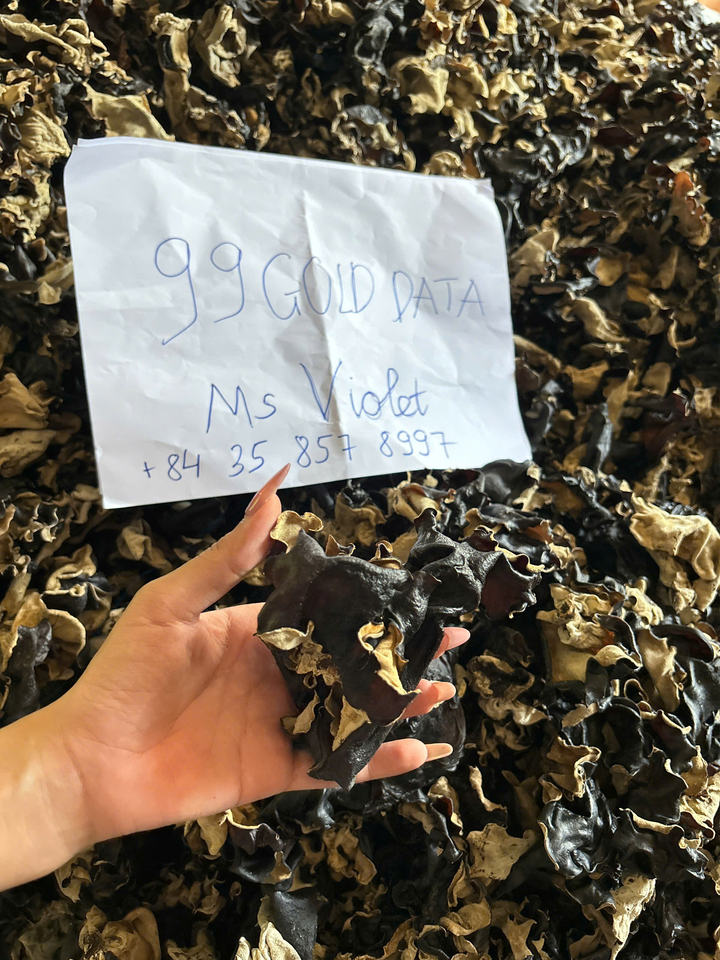 99 GOLD DATA
Ms Violet
+84 35 857 8997